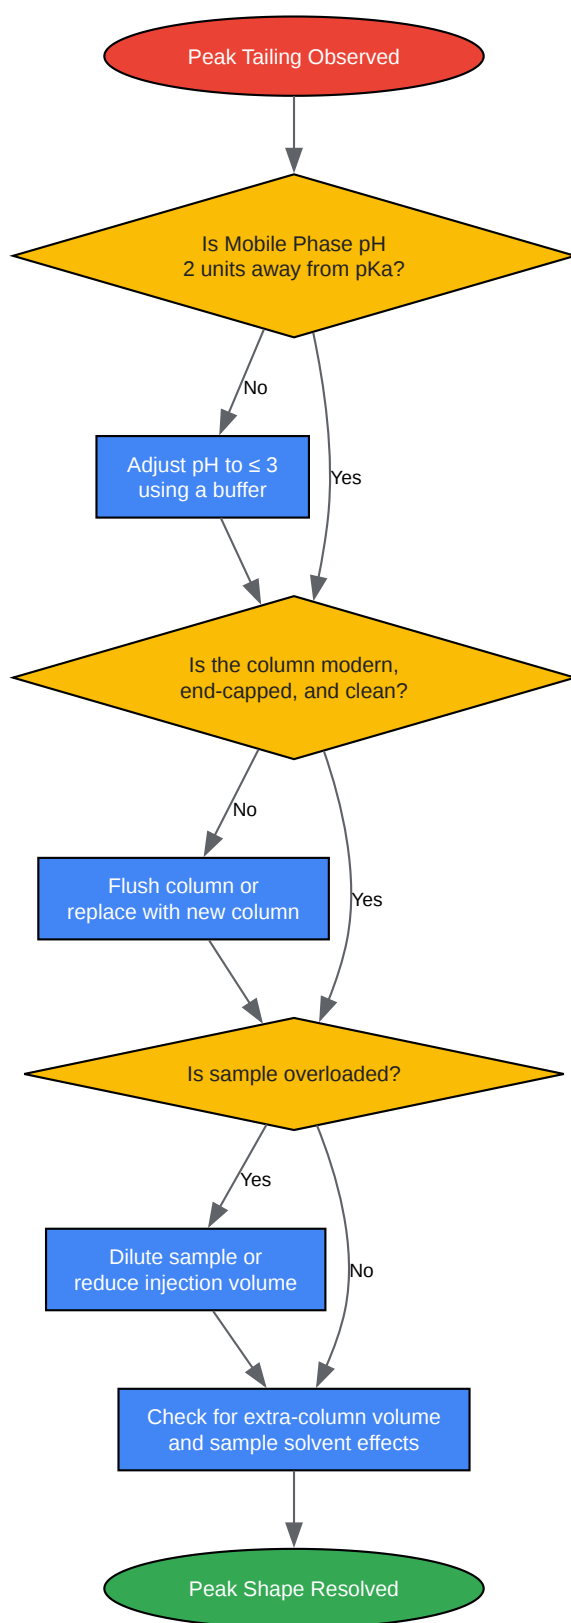 Peak Tailing Observed
Is Mobile Phase pH
2 units away from pKa?
No
Yes
Adjust pH to ≤ 3
using a buffer
Is the column modern,
end-capped, and clean?
No
Yes
Flush column or
replace with new column
Is sample overloaded?
Yes
No
Dilute sample or
reduce injection volume
Check for extra-column volume
and sample solvent effects
Peak Shape Resolved